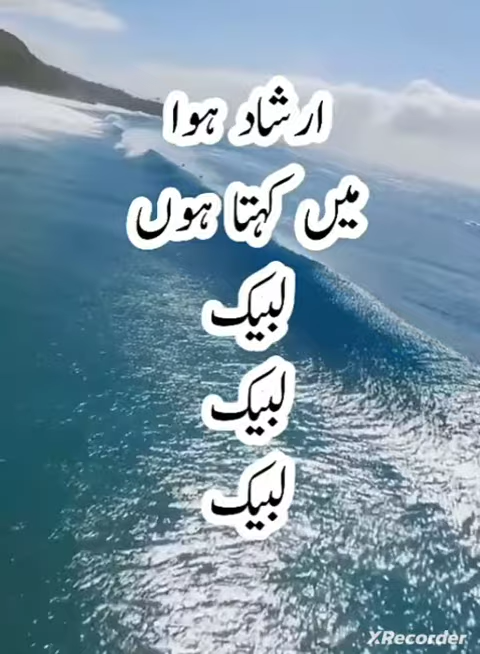 ارشاد ہوا
میں کہتا ہوں
لبیک
لبیک
لبیک
XRecorder